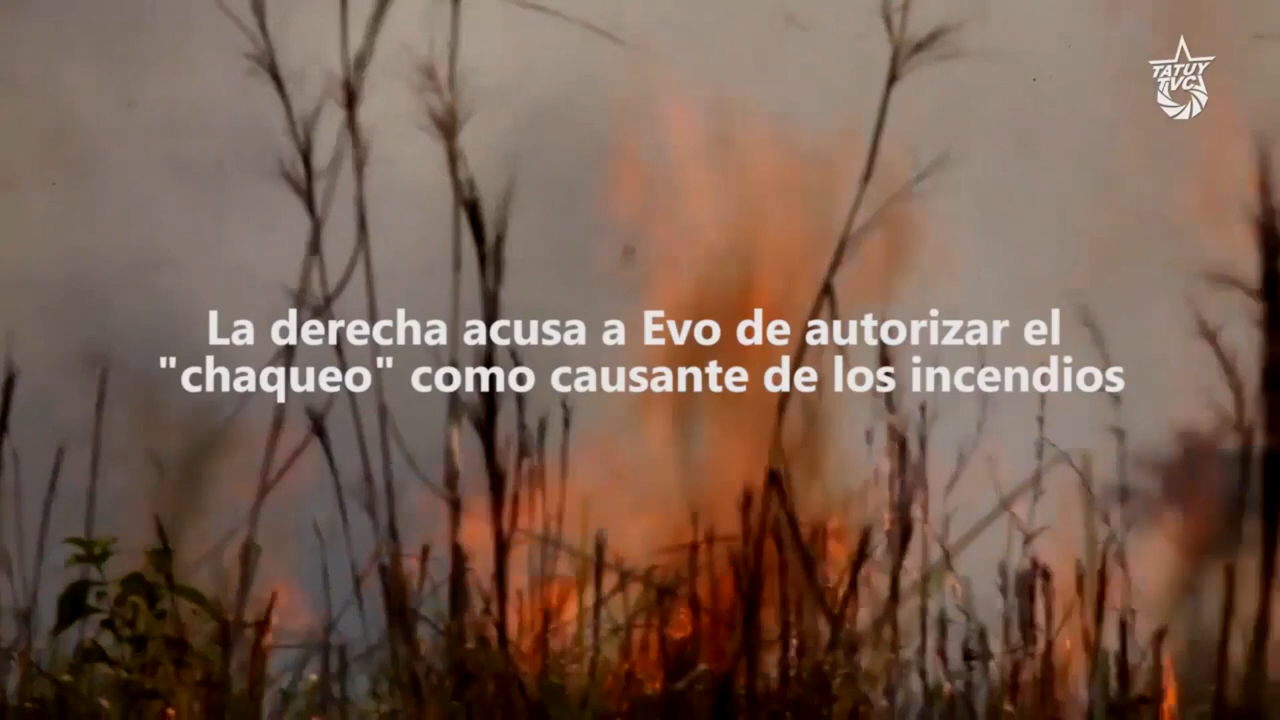 TATUY
TVC
La derecha acusa a Evo de autorizar el
"chaqueo" como causante de los incendios